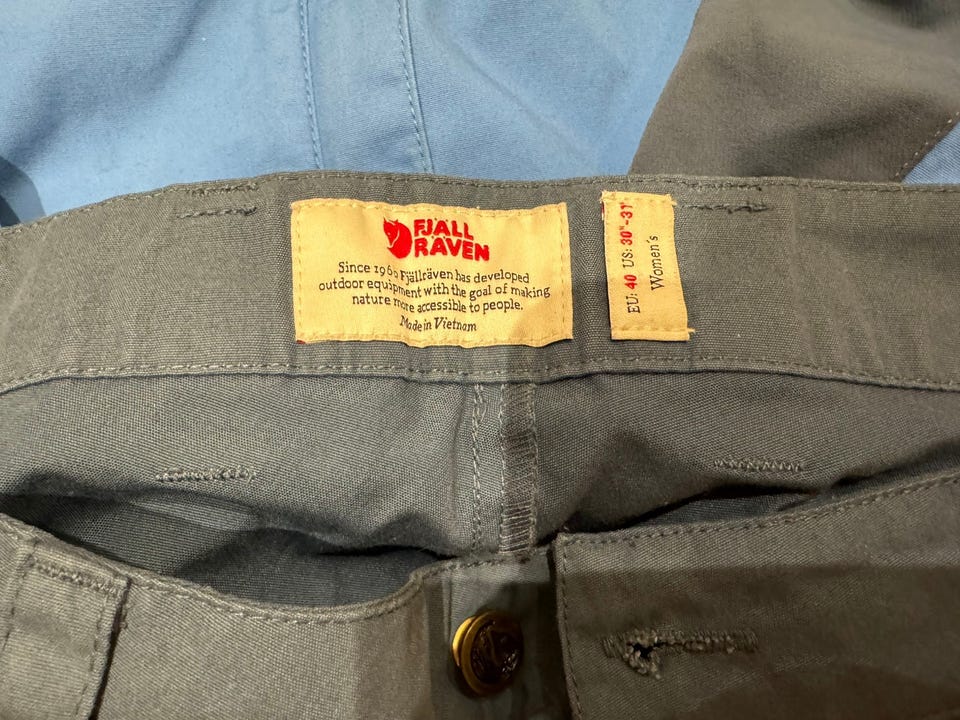 FJÄLL
RÄVEN
Since 1960 Fjällräven has developed
outdoor equipment with the goal of making
nature more accessible to people.
Made in Vietnam
EU: 40 US: 30"-31"
Women's